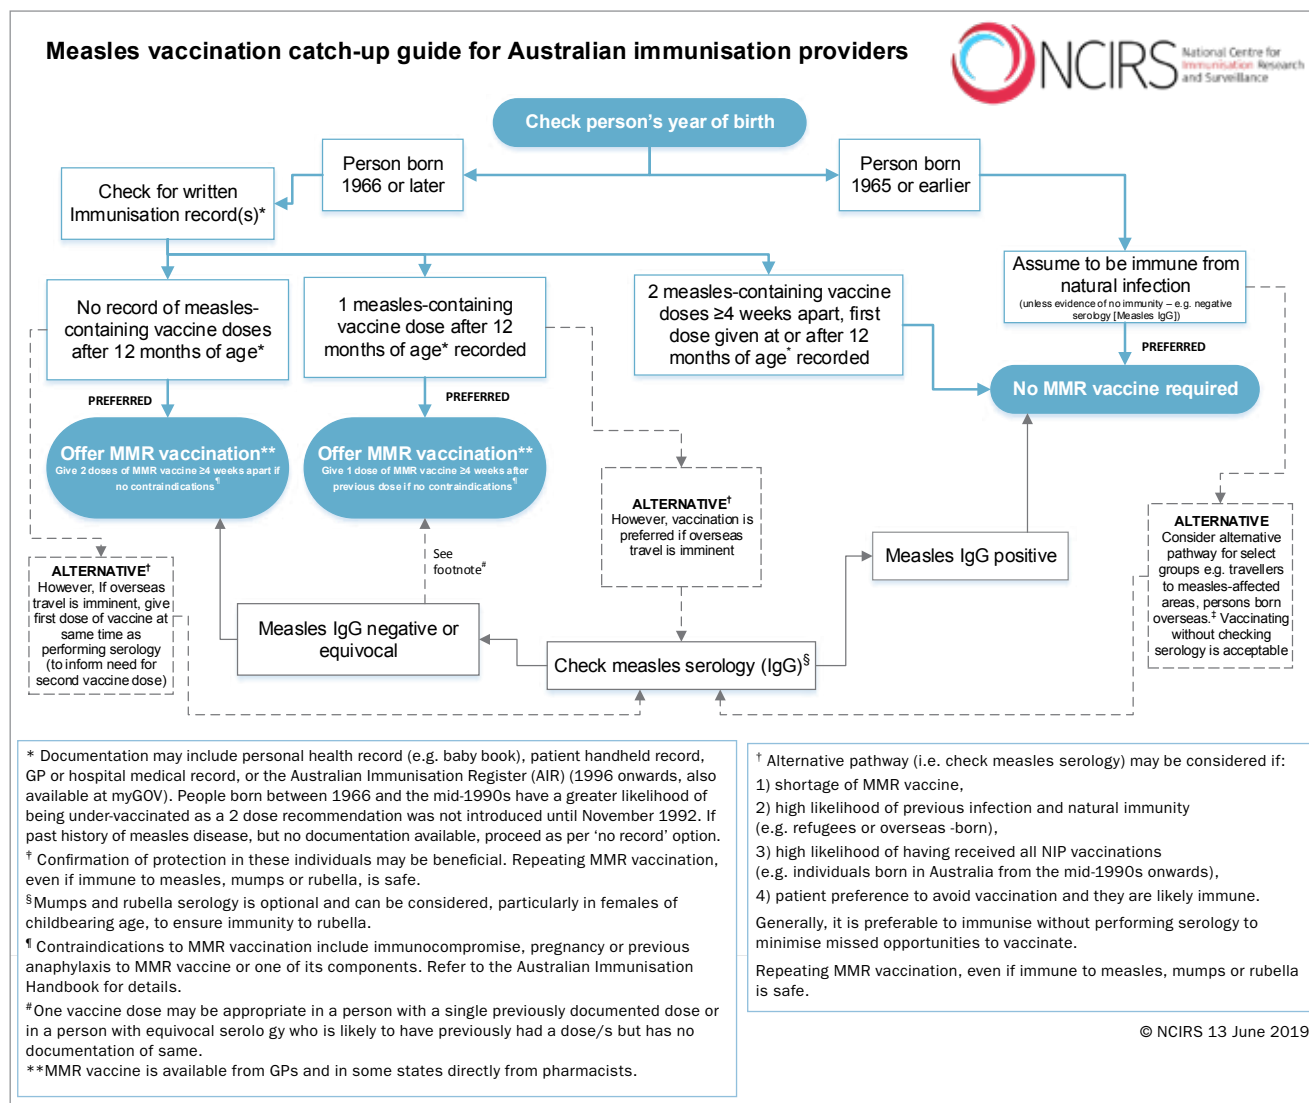 Measles vaccination catch-up guide for Australian immunisation providers
NCIRS
National Centre for
Immunisation Research
and Surveillance
Check person's year of birth
Person born
1966 or later
Person born
1965 or earlier
Check for written
Immunisation record(s)*
No record of measles-
containing vaccine doses
after 12 months of age*
1 measles-containing
vaccine dose after 12
months of age* recorded
2 measles-containing vaccine
doses ≥4 weeks apart, first
dose given at or after 12
months of age* recorded
Assume to be immune from
natural infection
(unless evidence of no immunity – e.g. negative
serology [Measles IgG])
PREFERRED
PREFERRED
PREFERRED
Offer MMR vaccination**
Give 2 doses of MMR vaccine ≥4 weeks apart if
no contraindications¶
Offer MMR vaccination**
Give 1 dose of MMR vaccine ≥4 weeks after
previous dose if no contraindications¶
No MMR vaccine required
ALTERNATIVE†
However, If overseas
travel is imminent, give
first dose of vaccine at
same time as
performing serology
(to inform need for
second vaccine dose)
See
footnote#
ALTERNATIVE†
However, vaccination is
preferred if overseas
travel is imminent
Measles IgG positive
ALTERNATIVE
Consider alternative
pathway for select
groups e.g. travellers
to measles-affected
areas, persons born
overseas.‡ Vaccinating
without checking
serology is acceptable
Measles IgG negative or
equivocal
Check measles serology (IgG)§
* Documentation may include personal health record (e.g. baby book), patient handheld record,
GP or hospital medical record, or the Australian Immunisation Register (AIR) (1996 onwards, also
available at myGOV). People born between 1966 and the mid-1990s have a greater likelihood of
being under-vaccinated as a 2 dose recommendation was not introduced until November 1992. If
past history of measles disease, but no documentation available, proceed as per ‘no record’ option.
† Confirmation of protection in these individuals may be beneficial. Repeating MMR vaccination,
even if immune to measles, mumps or rubella, is safe.
§Mumps and rubella serology is optional and can be considered, particularly in females of
childbearing age, to ensure immunity to rubella.
¶ Contraindications to MMR vaccination include immunocompromise, pregnancy or previous
anaphylaxis to MMR vaccine or one of its components. Refer to the Australian Immunisation
Handbook for details.
#One vaccine dose may be appropriate in a person with a single previously documented dose or
in a person with equivocal serolo gy who is likely to have previously had a dose/s but has no
documentation of same.
**MMR vaccine is available from GPs and in some states directly from pharmacists.
† Alternative pathway (i.e. check measles serology) may be considered if:
1) shortage of MMR vaccine,
2) high likelihood of previous infection and natural immunity
(e.g. refugees or overseas -born),
3) high likelihood of having received all NIP vaccinations
(e.g. individuals born in Australia from the mid-1990s onwards),
4) patient preference to avoid vaccination and they are likely immune.
Generally, it is preferable to immunise without performing serology to
minimise missed opportunities to vaccinate.
Repeating MMR vaccination, even if immune to measles, mumps or rubella
is safe.
© NCIRS 13 June 2019